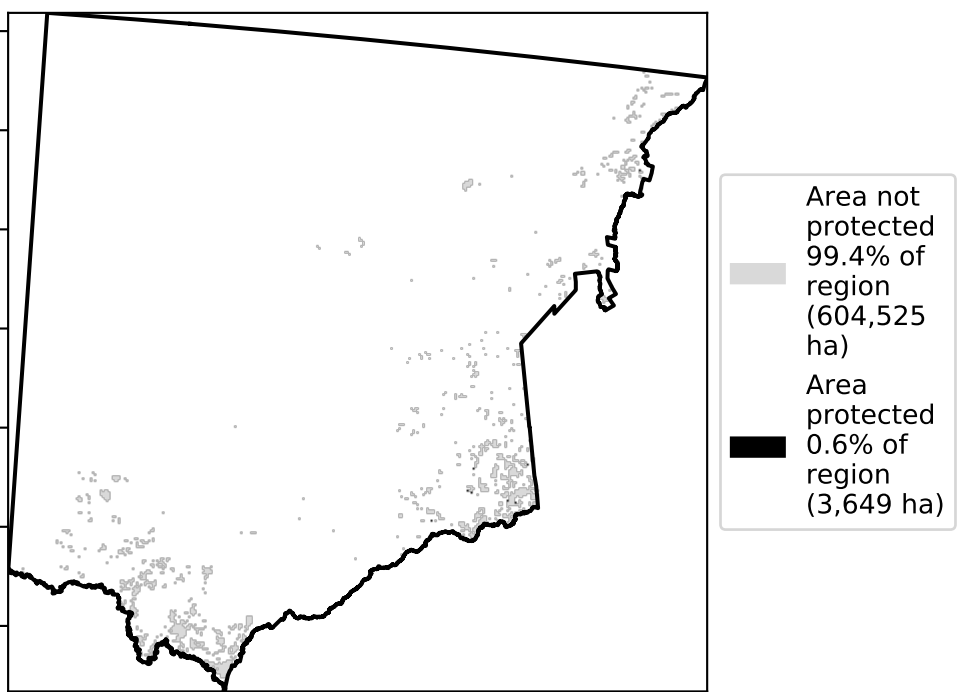 Area not
protected
99.4% of
region
(604,525
ha)
Area
protected
0.6% of
region
(3,649 ha)